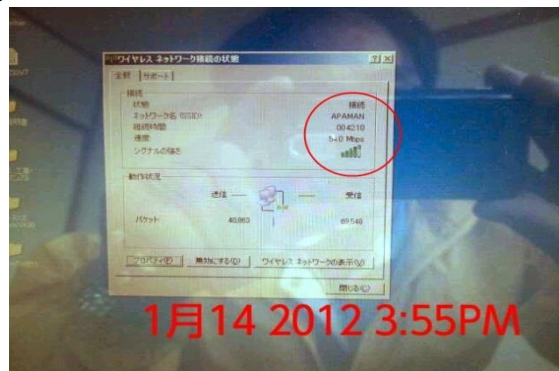 ワイヤレス ネットワーク接続の状態
全般 サポート
接続
状態: 接続
ネットワーク名 (SSID): APAMAN
継続時間: 00:42:10
速度: 54.0 Mbps
シグナルの強さ:
動作状況
送信 受信
パケット: 40,863 69,548
プロパティ(P) 無効にする(D) ワイヤレス ネットワークの表示(V)
閉じる(C)
1月14 2012 3:55PM